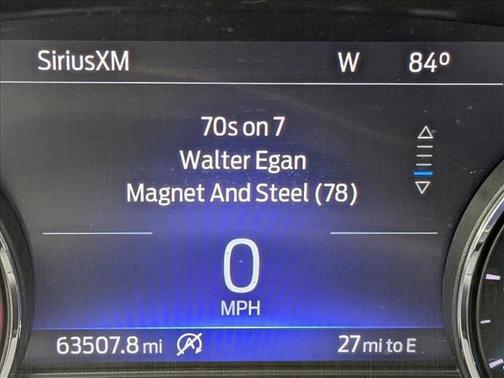 SiriusXM W 84°
70s on 7
Walter Egan
Magnet And Steel (78)
0
MPH
63507.8 mi 27 mi to E